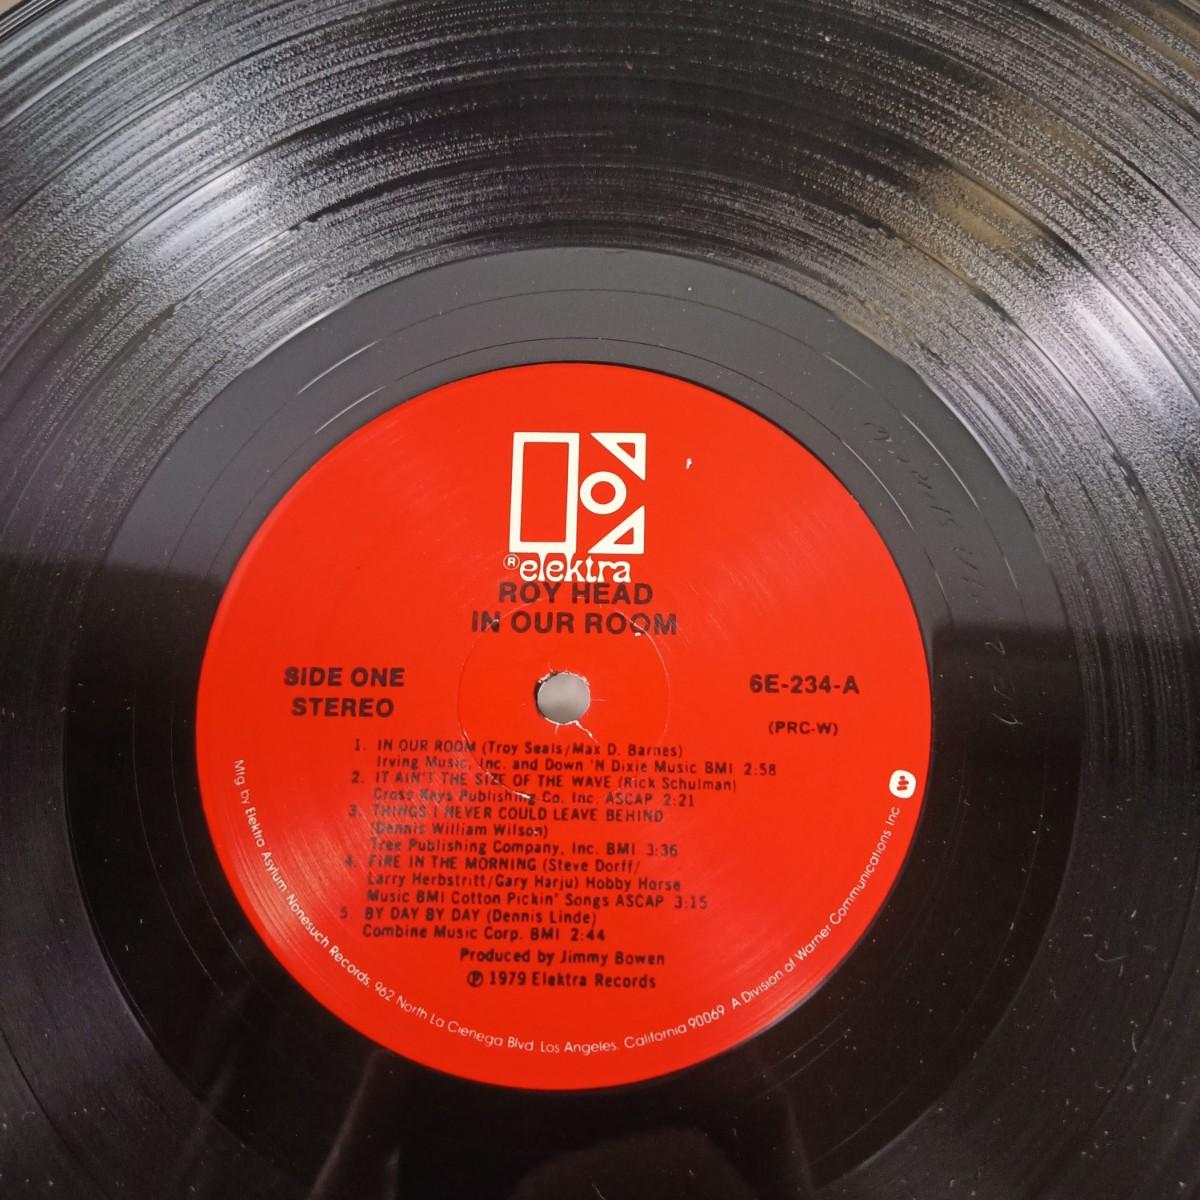 ® elektra
ROY HEAD
IN OUR ROOM
SIDE ONE
STEREO
6E-234-A
(PRC-W)
1. IN OUR ROOM (Troy Seals/Max D. Barnes)
Irving Music, Inc. and Down 'N Dixie Music BMI 2:58
2. IT AIN'T THE SIZE OF THE WAVE (Rick Schulman)
Cross Keys Publishing Co. Inc. ASCAP 2:21
3. THINGS I NEVER COULD LEAVE BEHIND
(Dennis William Wilson)
Tree Publishing Company, Inc. BMI 3:36
4. FIRE IN THE MORNING (Steve Dorff/
Larry Herbstritt/Gary Harju) Hobby Horse
Music BMI Cotton Pickin' Songs ASCAP 3:15
5. BY DAY BY DAY (Dennis Linde)
Combine Music Corp. BMI 2:44
Produced by Jimmy Bowen
℗ 1979 Elektra Records
Mfg. by Elektra Asylum Nonesuch Records, 962 North La Cienega Blvd. Los Angeles, California 90069 A Division of Warner Communications Inc